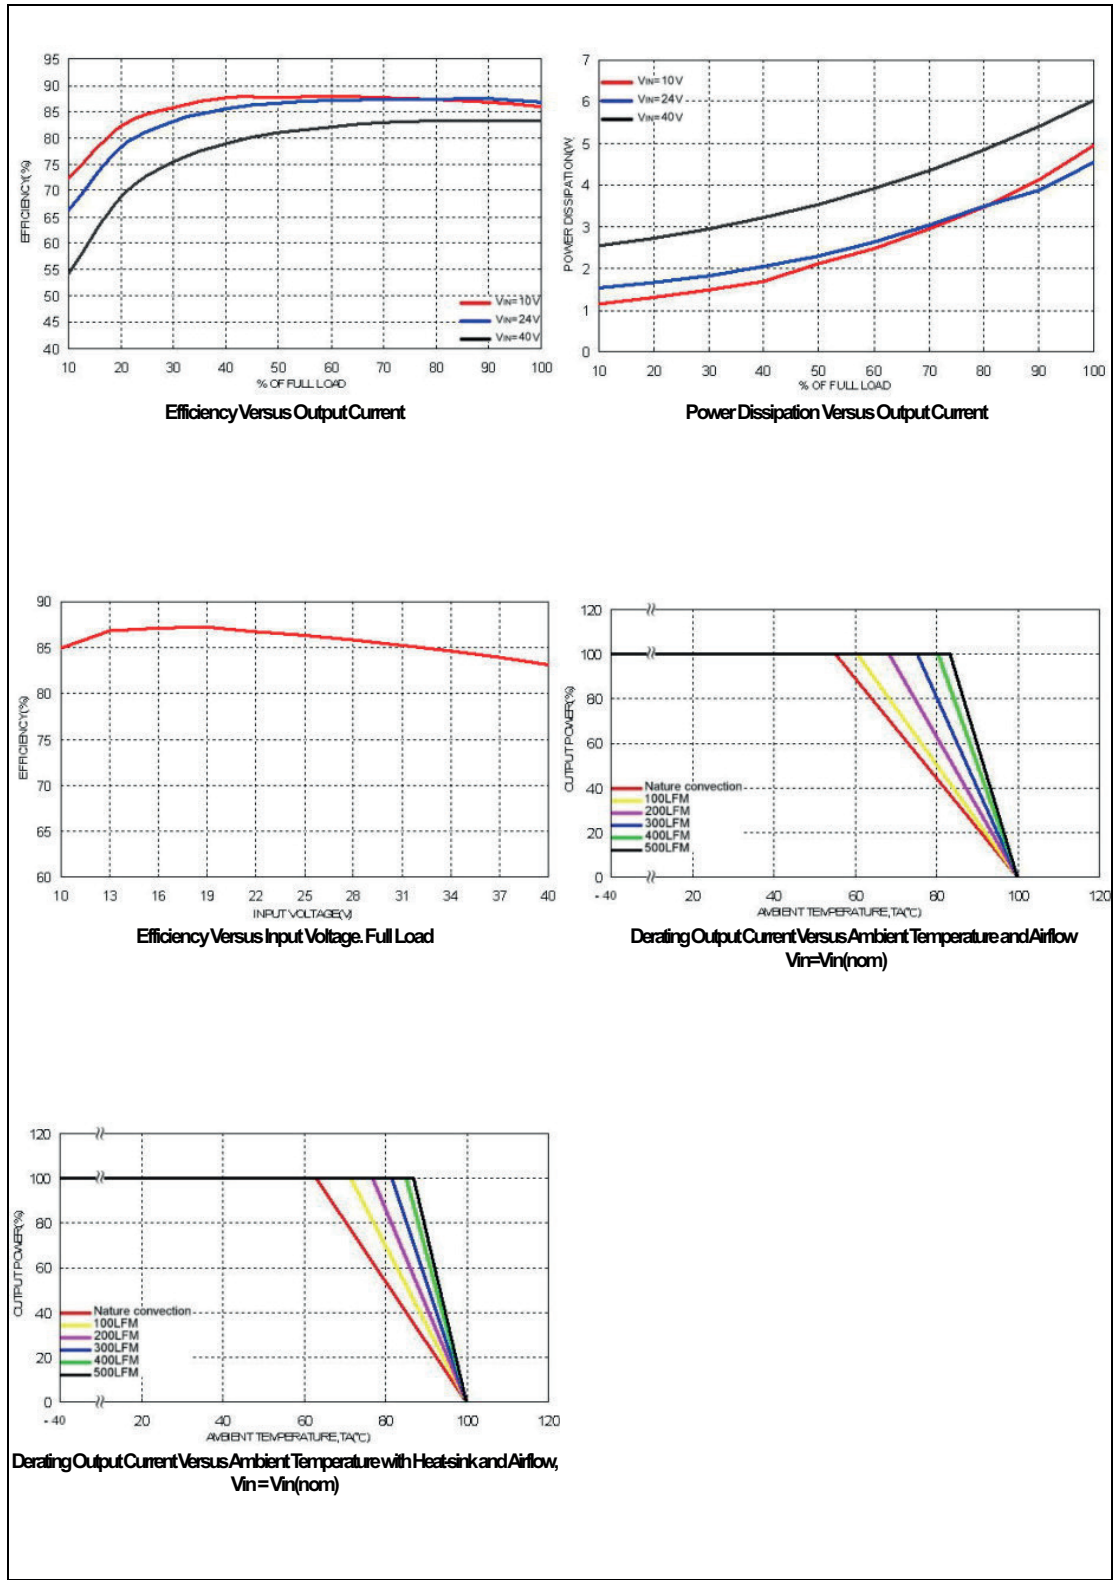 95
90
85
80
75
70
65
60
55
50
45
40
EFFICIENCY(%)
VIN=10V
VIN=24V
VIN=40V
10 20 30 40 50 60 70 80 90 100
% OF FULL LOAD
Efficiency Versus Output Current
7
6
5
4
3
2
1
0
POWER DISSIPATION(W)
VIN=10V
VIN=24V
VIN=40V
10 20 30 40 50 60 70 80 90 100
% OF FULL LOAD
Power Dissipation Versus Output Current
90
85
80
75
70
65
60
EFFICIENCY(%)
10 13 16 19 22 25 28 31 34 37 40
INPUT VOLTAGE(V)
Efficiency Versus Input Voltage. Full Load
120
100
80
60
40
20
0
OUTPUT POWER(%)
Nature convection
100LFM
200LFM
300LFM
400LFM
500LFM
- 40 20 40 60 80 100 120
AMBIENT TEMPERATURE,TA(°C)
Derating Output Current Versus Ambient Temperature and Airflow
Vin=Vin(nom)
120
100
80
60
40
20
0
OUTPUT POWER(%)
Nature convection
100LFM
200LFM
300LFM
400LFM
500LFM
- 40 20 40 60 80 100 120
AMBIENT TEMPERATURE,TA(°C)
Derating Output Current Versus Ambient Temperature with Heat-sink and Airflow,
Vin = Vin(nom)